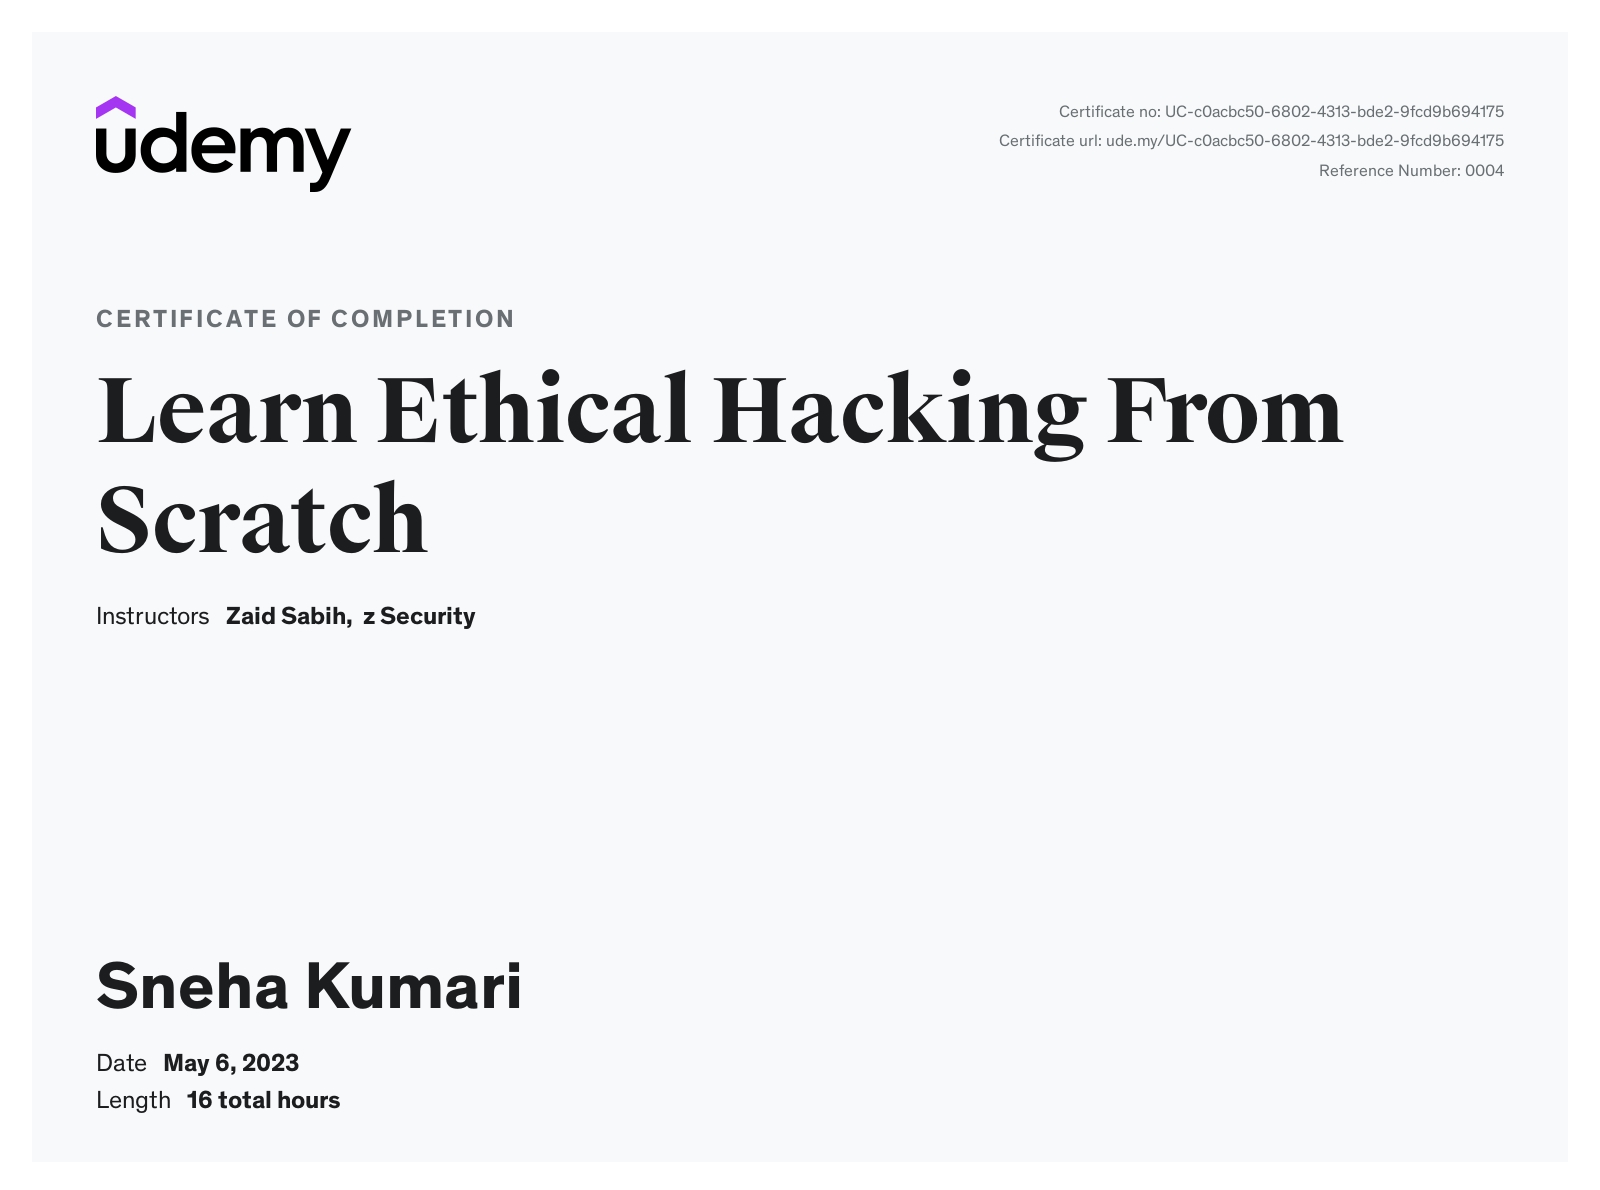 udemy
Certificate no: UC-c0acbc50-6802-4313-bde2-9fcd9b694175
Certificate url: ude.my/UC-c0acbc50-6802-4313-bde2-9fcd9b694175
Reference Number: 0004
CERTIFICATE OF COMPLETION
Learn Ethical Hacking From
Scratch
Instructors Zaid Sabih, z Security
Sneha Kumari
Date May 6, 2023
Length 16 total hours